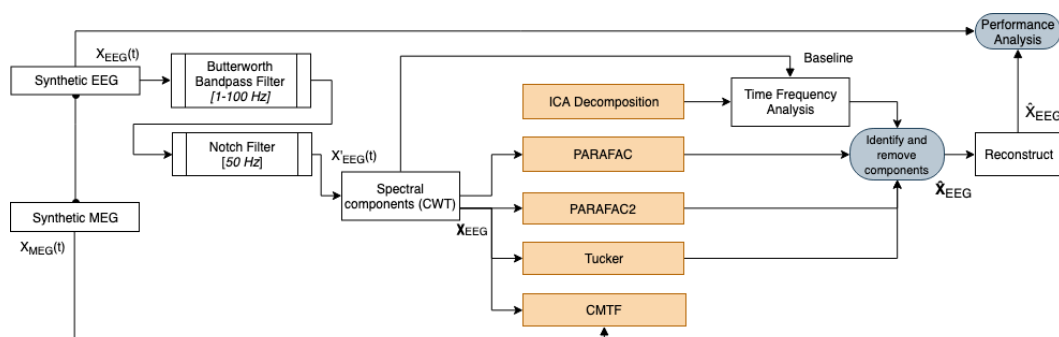 X_EEG(t)
Synthetic EEG
Butterworth
Bandpass Filter
[1-100 Hz]
Notch Filter
[50 Hz]
X'_EEG(t)
Synthetic MEG
X_MEG(t)
Spectral
components (CWT)
X_EEG
ICA Decomposition
PARAFAC
PARAFAC2
Tucker
CMTF
Baseline
Time Frequency
Analysis
Identify and
remove
components
X̂_EEG
Reconstruct
X̂_EEG
Performance
Analysis